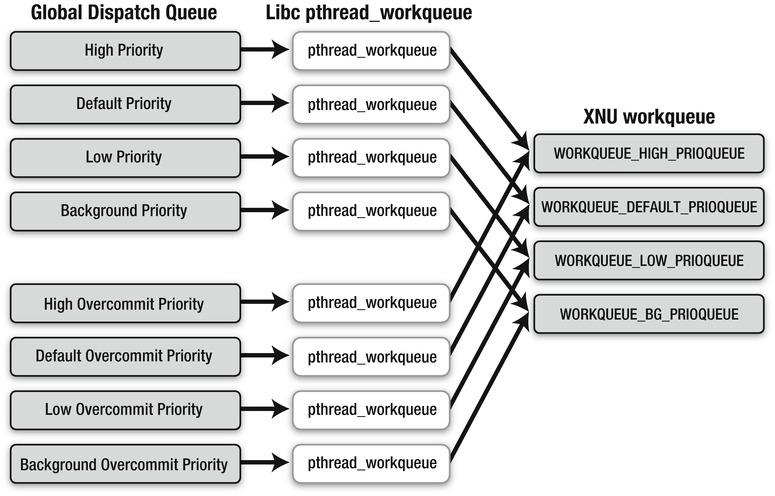 Global Dispatch Queue
Libc pthread_workqueue
High Priority
pthread_workqueue
Default Priority
pthread_workqueue
Low Priority
pthread_workqueue
Background Priority
pthread_workqueue
High Overcommit Priority
pthread_workqueue
Default Overcommit Priority
pthread_workqueue
Low Overcommit Priority
pthread_workqueue
Background Overcommit Priority
pthread_workqueue
XNU workqueue
WORKQUEUE_HIGH_PRIOQUEUE
WORKQUEUE_DEFAULT_PRIOQUEUE
WORKQUEUE_LOW_PRIOQUEUE
WORKQUEUE_BG_PRIOQUEUE